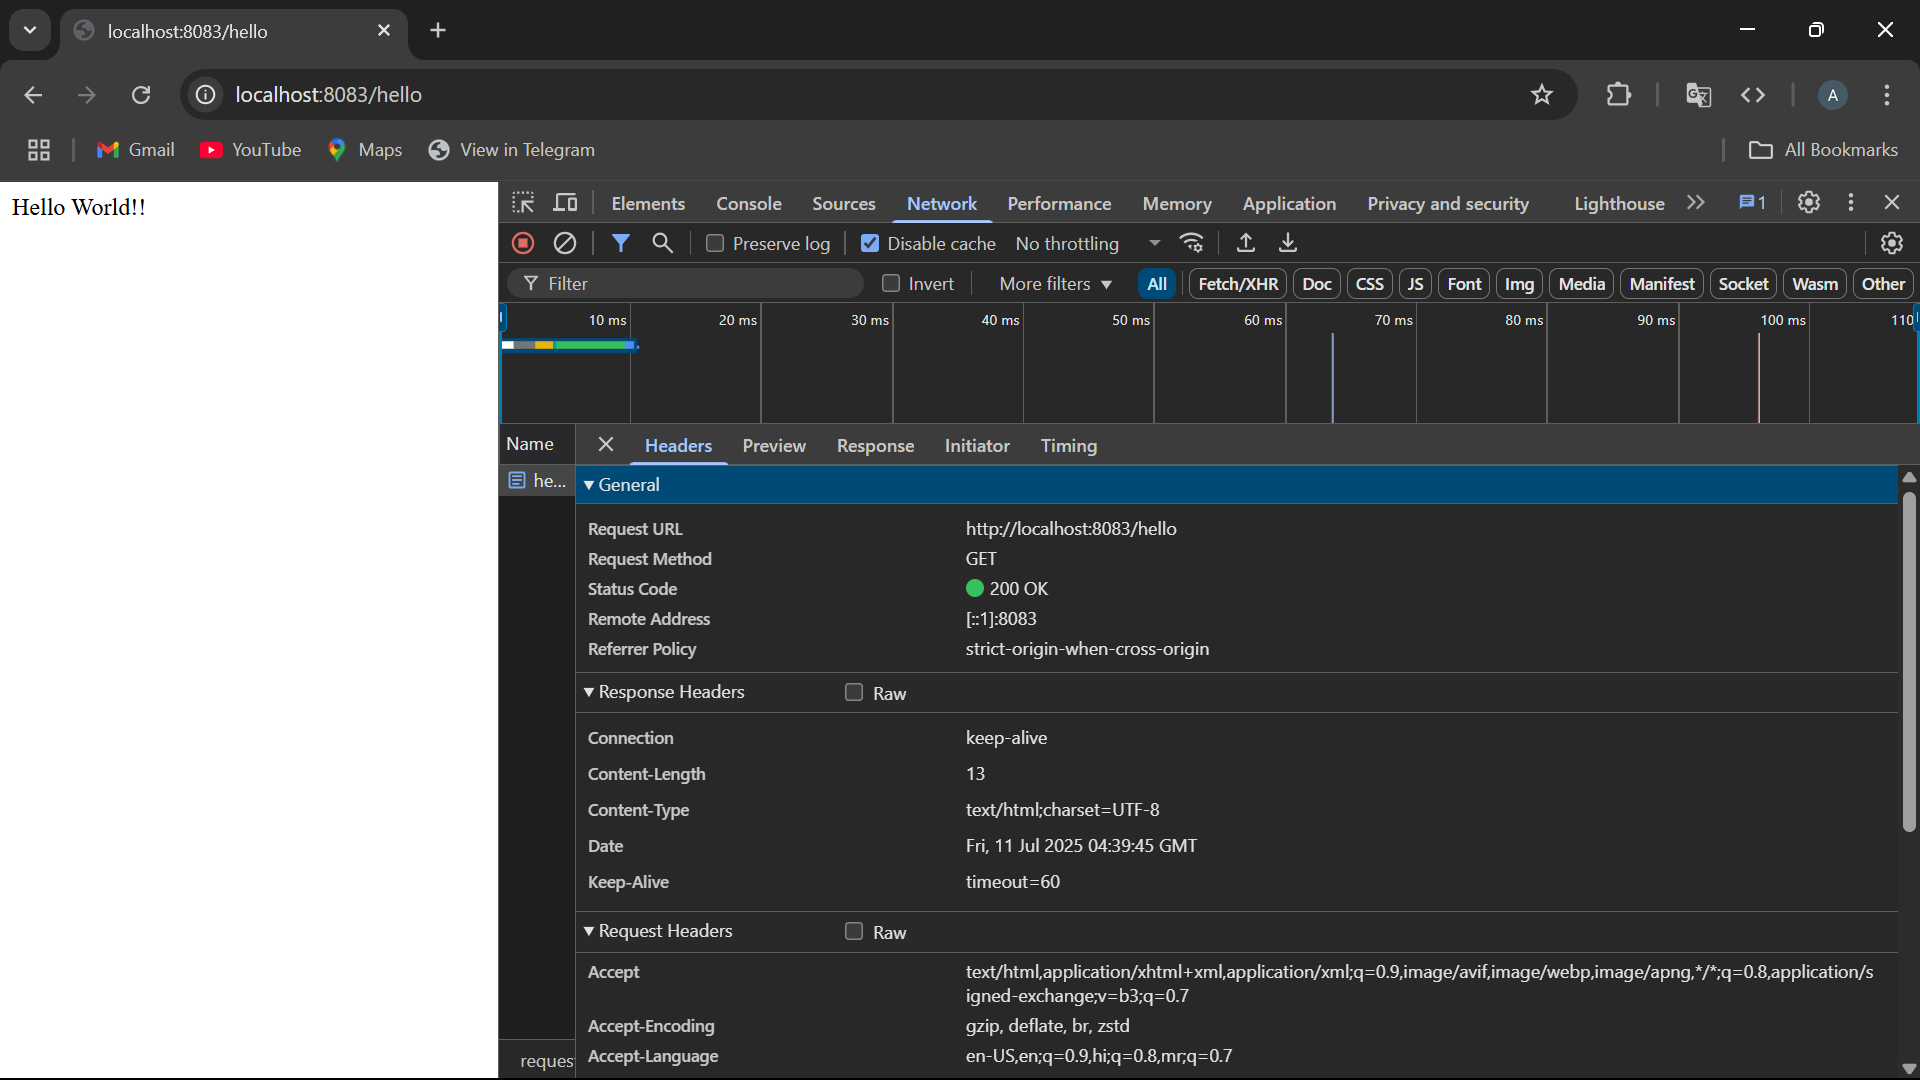 localhost:8083/hello
localhost:8083/hello
A
Gmail YouTube Maps View in Telegram All Bookmarks
Hello World!!
Elements Console Sources Network Performance Memory Application Privacy and security Lighthouse 1
Preserve log Disable cache No throttling
Filter Invert More filters All Fetch/XHR Doc CSS JS Font Img Media Manifest Socket Wasm Other
10 ms 20 ms 30 ms 40 ms 50 ms 60 ms 70 ms 80 ms 90 ms 100 ms 110
Name Headers Preview Response Initiator Timing
he...
General
Request URL http://localhost:8083/hello
Request Method GET
Status Code 200 OK
Remote Address [::1]:8083
Referrer Policy strict-origin-when-cross-origin
Response Headers Raw
Connection keep-alive
Content-Length 13
Content-Type text/html;charset=UTF-8
Date Fri, 11 Jul 2025 04:39:45 GMT
Keep-Alive timeout=60
Request Headers Raw
Accept text/html,application/xhtml+xml,application/xml;q=0.9,image/avif,image/webp,image/apng,*/*;q=0.8,application/s
igned-exchange;v=b3;q=0.7
Accept-Encoding gzip, deflate, br, zstd
Accept-Language en-US,en;q=0.9,hi;q=0.8,mr;q=0.7
reques